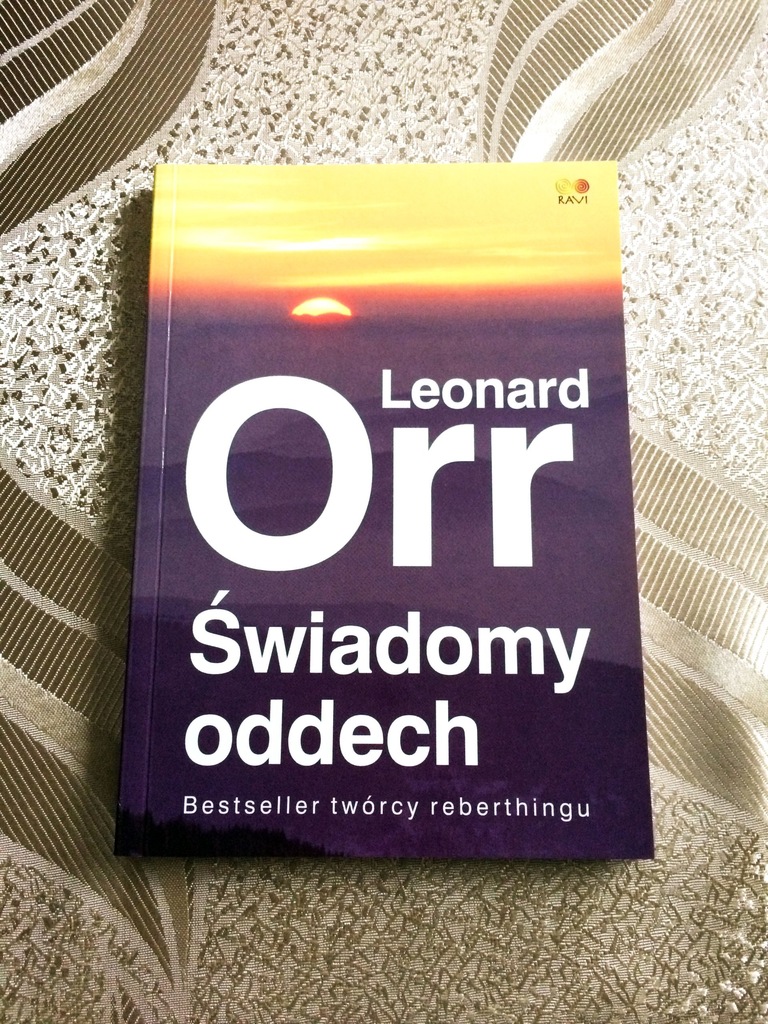 RAVI
Leonard
Orr
Świadomy
oddech
Bestseller twórcy reberthingu